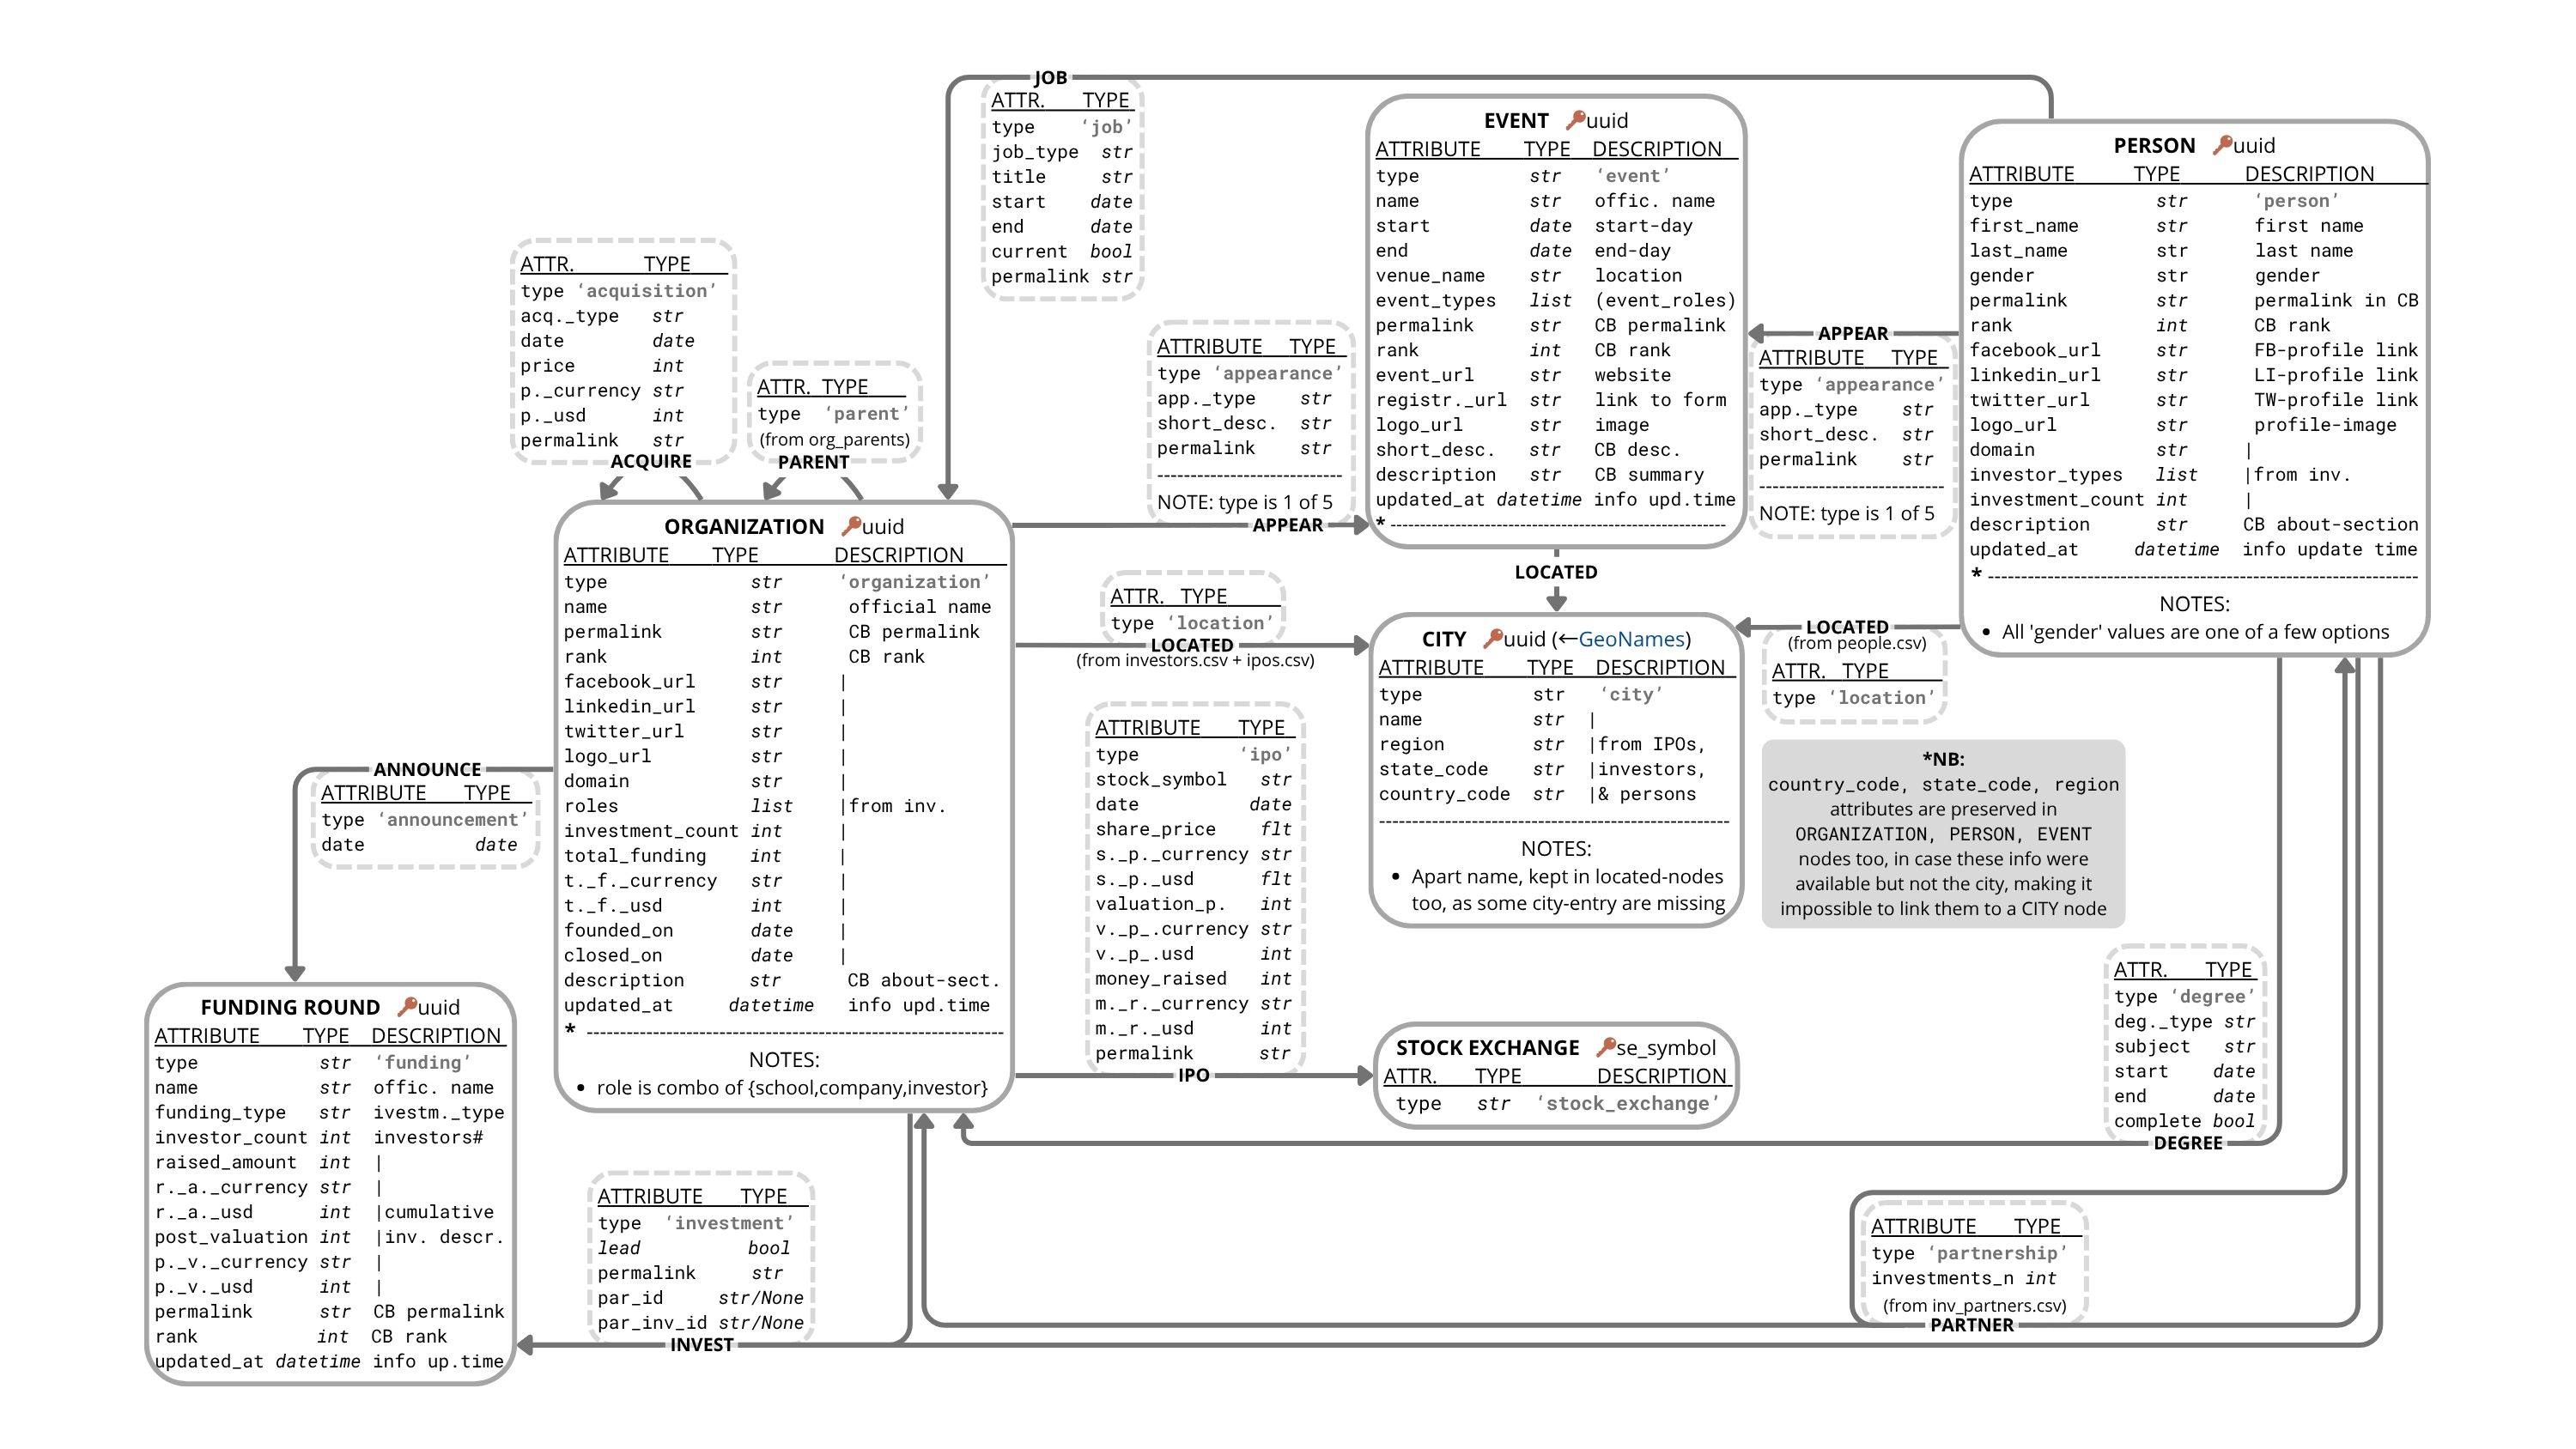 JOB
ATTR. TYPE
type ‘job’
job_type str
title str
start date
end date
current bool
permalink str
EVENT uuid
ATTRIBUTE TYPE DESCRIPTION
type str ‘event’
name str offic. name
start date start-day
end date end-day
venue_name str location
event_types list (event_roles)
permalink str CB permalink
rank int CB rank
event_url str website
registr._url str link to form
logo_url str image
short_desc. str CB desc.
description str CB summary
updated_at datetime info upd.time
* --------------------------------------------------
PERSON uuid
ATTRIBUTE TYPE DESCRIPTION
type str ‘person’
first_name str first name
last_name str last name
gender str gender
permalink str permalink in CB
rank int CB rank
facebook_url str FB-profile link
linkedin_url str LI-profile link
twitter_url str TW-profile link
logo_url str profile-image
domain str |
investor_types list |from inv.
investment_count int |
description str CB about-section
updated_at datetime info update time
* --------------------------------------------------
NOTES:
• All 'gender' values are one of a few options
ATTR. TYPE
type ‘acquisition’
acq._type str
date date
price int
p._currency str
p._usd int
permalink str
ACQUIRE
ATTR. TYPE
type ‘parent’
(from org_parents)
PARENT
ATTRIBUTE TYPE
type ‘appearance’
app._type str
short_desc. str
permalink str
----------------------------
NOTE: type is 1 of 5
APPEAR
APPEAR
ATTRIBUTE TYPE
type ‘appearance’
app._type str
short_desc. str
permalink str
----------------------------
NOTE: type is 1 of 5
ORGANIZATION uuid
ATTRIBUTE TYPE DESCRIPTION
type str ‘organization’
name str official name
permalink str CB permalink
rank int CB rank
facebook_url str |
linkedin_url str |
twitter_url str |
logo_url str |
domain str |
roles list |from inv.
investment_count int |
total_funding int |
t._f._currency str |
t._f._usd int |
founded_on date |
closed_on date |
description str CB about-sect.
updated_at datetime info upd.time
* --------------------------------------------------
NOTES:
• role is combo of {school,company,investor}
LOCATED
ATTR. TYPE
type ‘location’
LOCATED
(from investors.csv + ipos.csv)
CITY uuid (←GeoNames)
ATTRIBUTE TYPE DESCRIPTION
type str ‘city’
name str |
region str |from IPOs,
state_code str |investors,
country_code str |& persons
--------------------------------------------------
NOTES:
• Apart name, kept in located-nodes
too, as some city-entry are missing
LOCATED
(from people.csv)
ATTR. TYPE
type ‘location’
*NB:
country_code, state_code, region
attributes are preserved in
ORGANIZATION, PERSON, EVENT
nodes too, in case these info were
available but not the city, making it
impossible to link them to a CITY node
ATTRIBUTE TYPE
type ‘ipo’
stock_symbol str
date date
share_price flt
s._p._currency str
s._p._usd flt
valuation_p. int
v._p_.currency str
v._p_.usd int
money_raised int
m._r._currency str
m._r._usd int
permalink str
IPO
STOCK EXCHANGE se_symbol
ATTR. TYPE DESCRIPTION
type str ‘stock_exchange’
ANNOUNCE
ATTRIBUTE TYPE
type ‘announcement’
date date
FUNDING ROUND uuid
ATTRIBUTE TYPE DESCRIPTION
type str ‘funding’
name str offic. name
funding_type str ivestm._type
investor_count int investors#
raised_amount int |
r._a._currency str |
r._a._usd int |cumulative
post_valuation int |inv. descr.
p._v._currency str |
p._v._usd int |
permalink str CB permalink
rank int CB rank
updated_at datetime info up.time
ATTR. TYPE
type ‘degree’
deg._type str
subject str
start date
end date
complete bool
DEGREE
ATTRIBUTE TYPE
type ‘investment’
lead bool
permalink str
par_id str/None
par_inv_id str/None
INVEST
ATTRIBUTE TYPE
type ‘partnership’
investments_n int
(from inv_partners.csv)
PARTNER